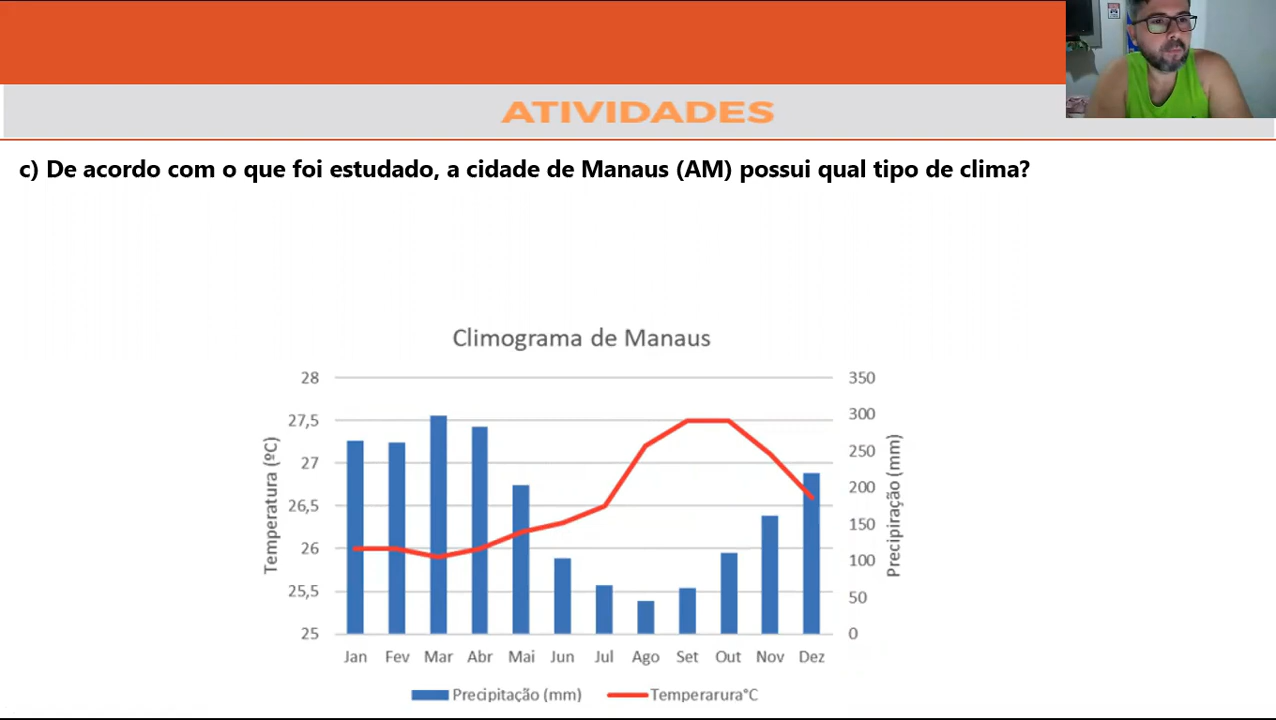 ATIVIDADES
c) De acordo com o que foi estudado, a cidade de Manaus (AM) possui qual tipo de clima?
Climograma de Manaus
28
27,5
27
26,5
26
25,5
25
Temperatura (ºC)
350
300
250
200
150
100
50
0
Precipiração (mm)
Jan Fev Mar Abr Mai Jun Jul Ago Set Out Nov Dez
Precipitação (mm) Temperarura°C